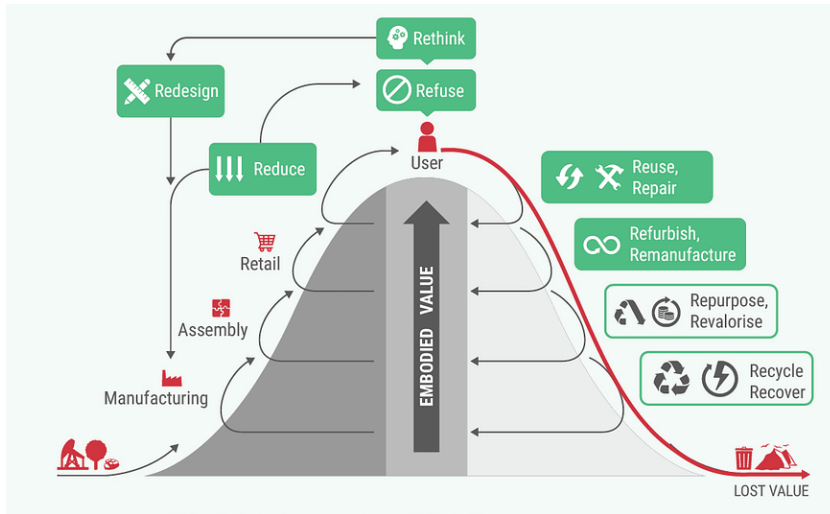 Rethink
Redesign
Refuse
Reduce
User
Reuse,
Repair
Refurbish,
Remanufacture
Retail
Repurpose,
Revalorise
Assembly
EMBODIED VALUE
Manufacturing
Recycle
Recover
LOST VALUE